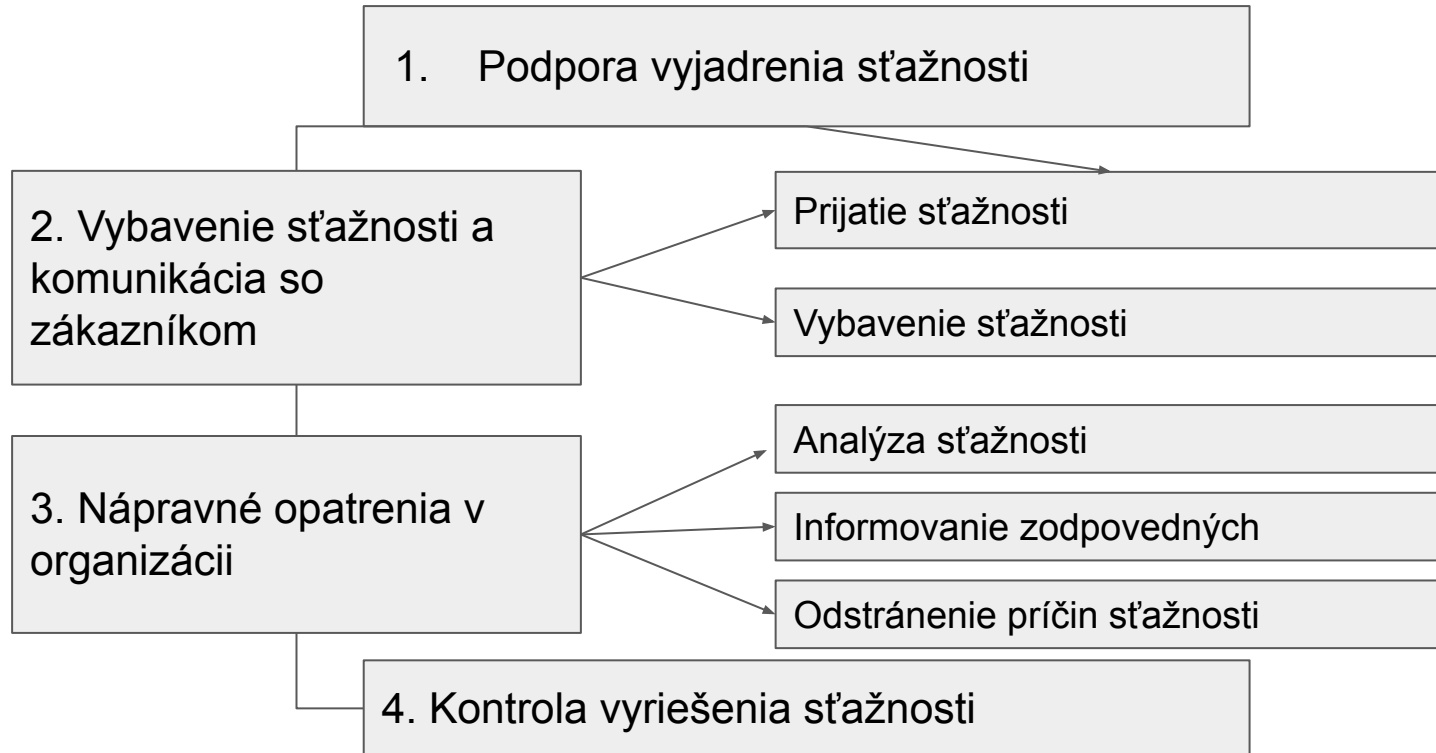 1. Podpora vyjadrenia sťažnosti
2. Vybavenie sťažnosti a
komunikácia so
zákazníkom
Prijatie sťažnosti
Vybavenie sťažnosti
3. Nápravné opatrenia v
organizácii
Analýza sťažnosti
Informovanie zodpovedných
Odstránenie príčin sťažnosti
4. Kontrola vyriešenia sťažnosti